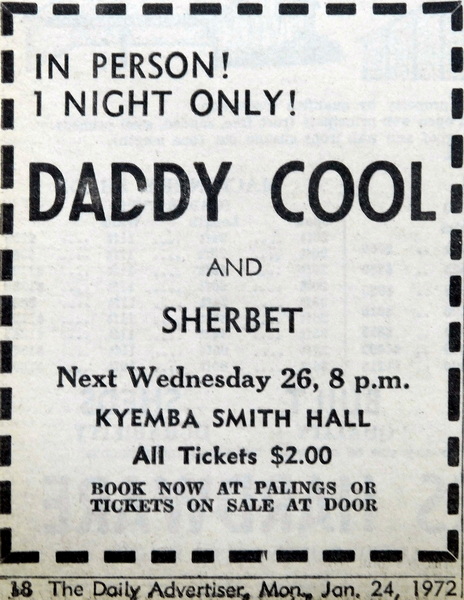 IN PERSON!
1 NIGHT ONLY!
DADDY COOL
AND
SHERBET
Next Wednesday 26, 8 p.m.
KYEMBA SMITH HALL
All Tickets $2.00
BOOK NOW AT PALINGS OR
TICKETS ON SALE AT DOOR
18 The Daily Advertiser, Mon., Jan. 24, 1972